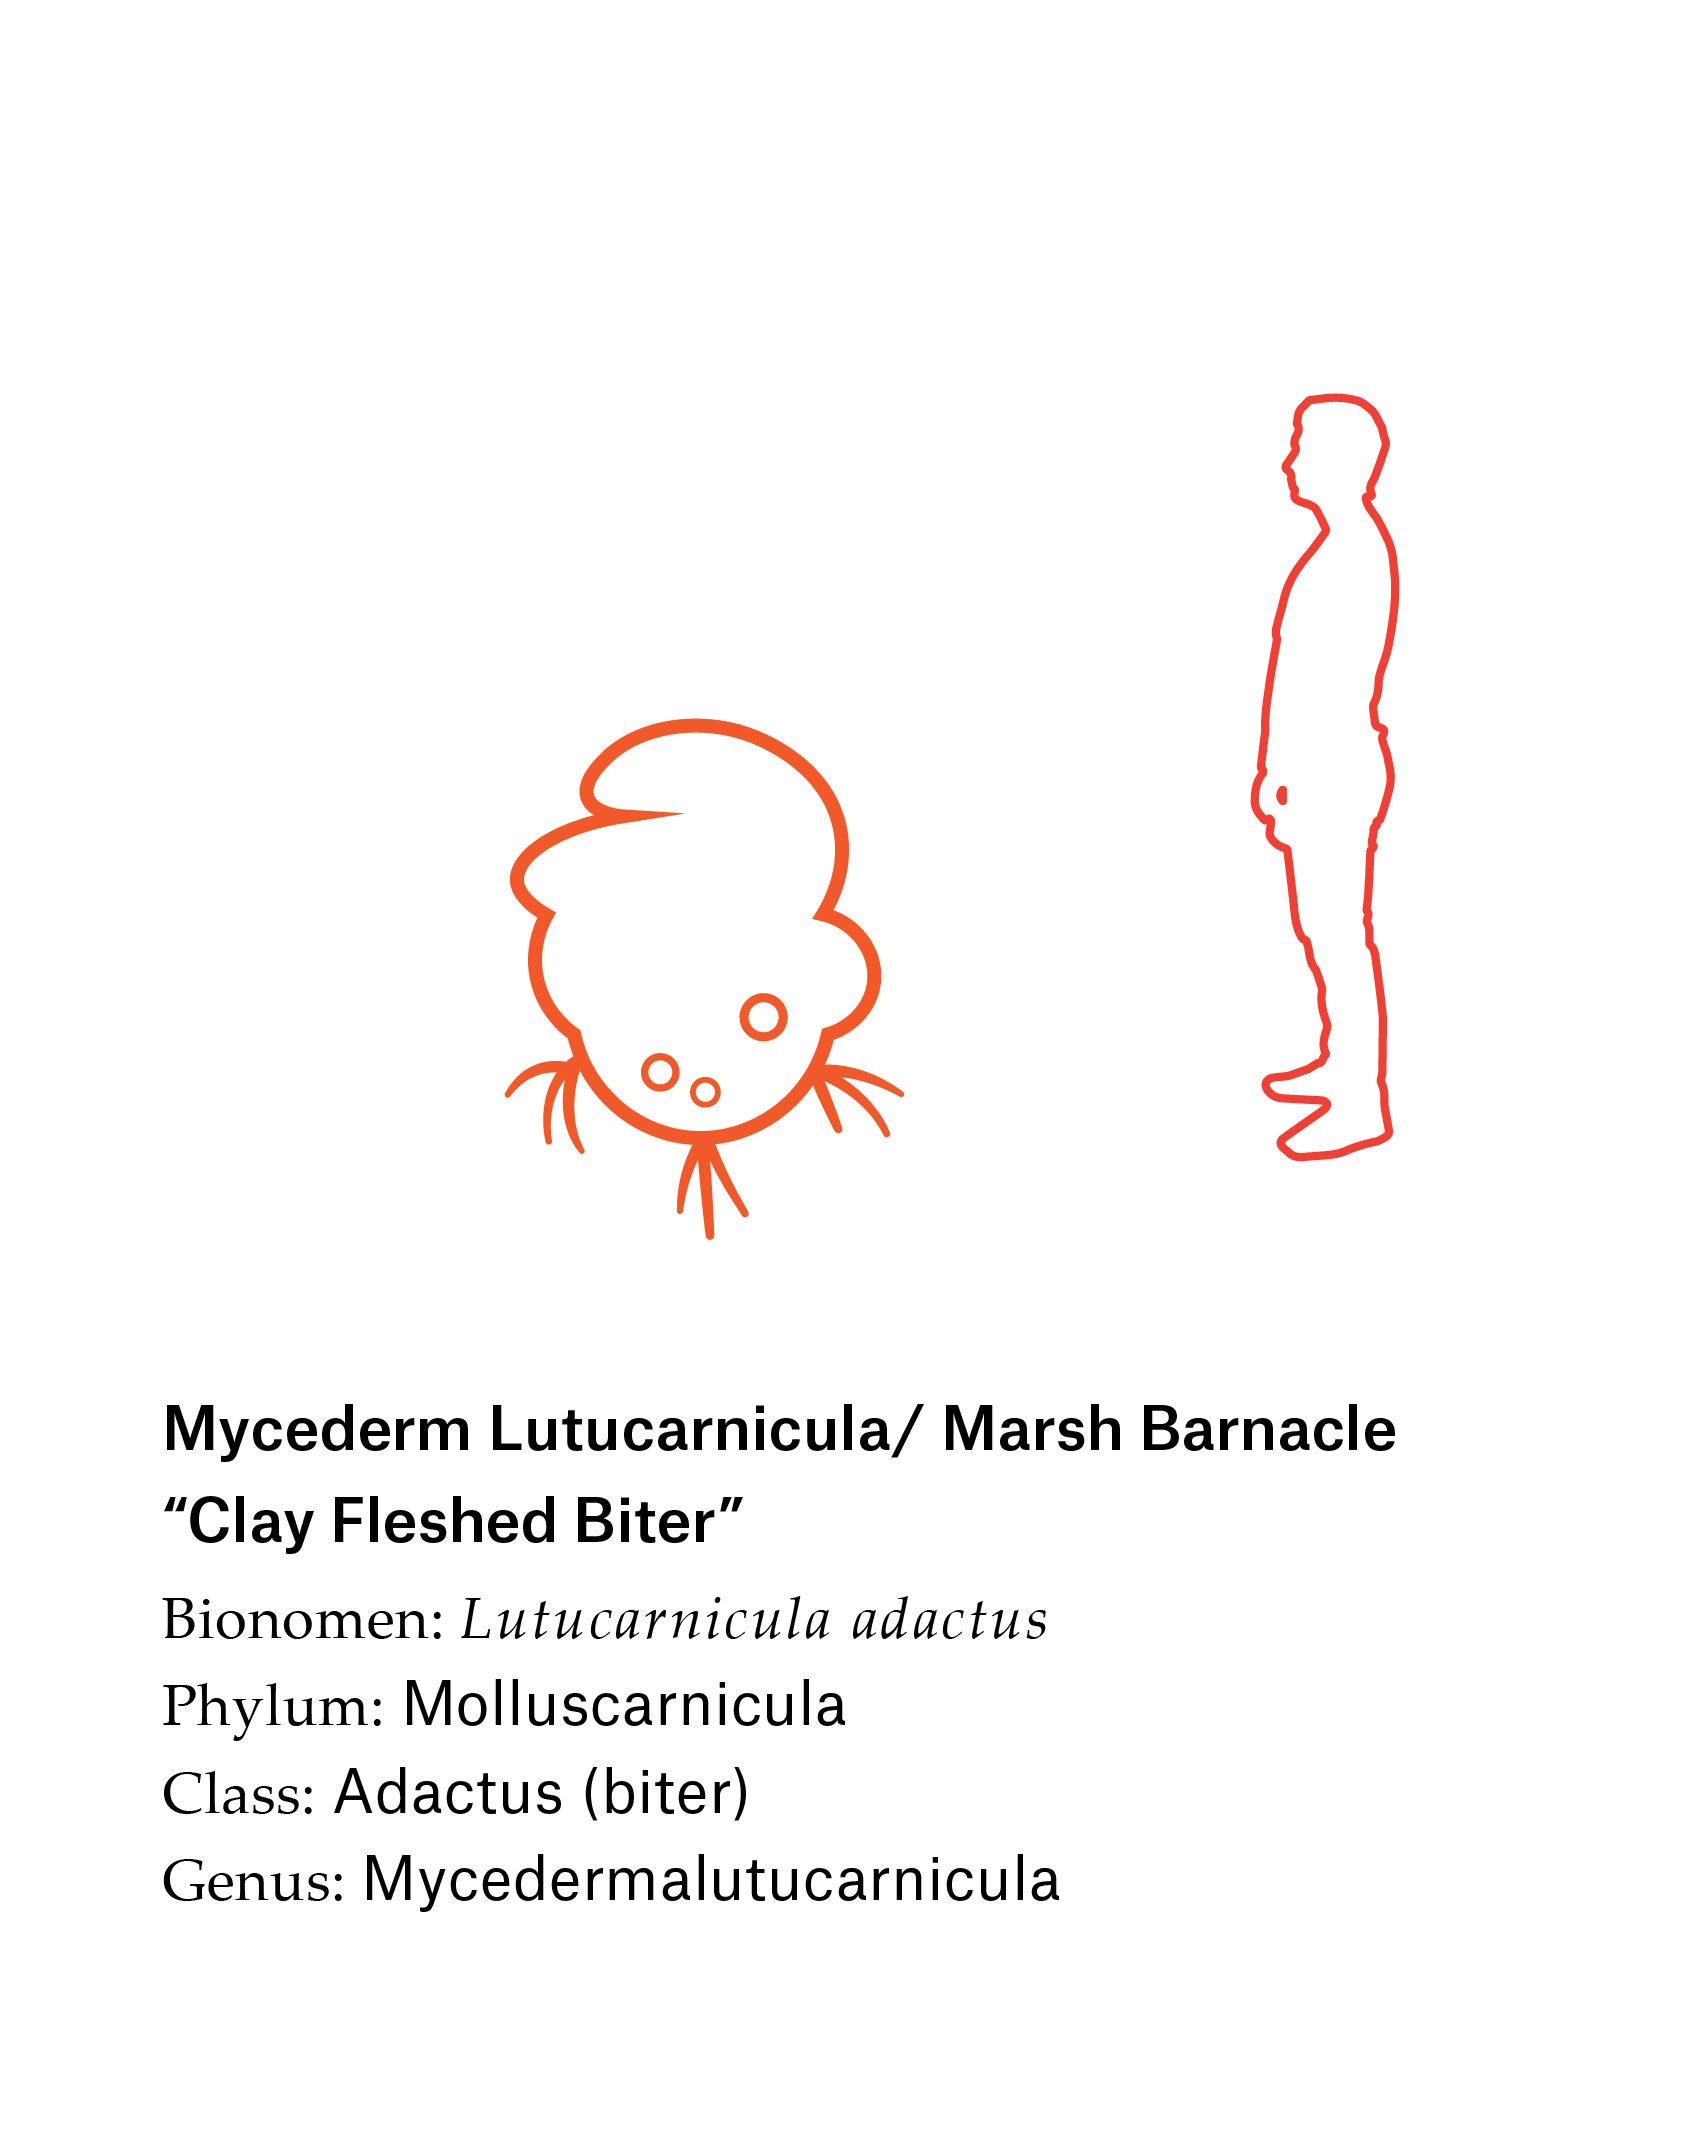 Mycederm Lutucarnicula/ Marsh Barnacle
“Clay Fleshed Biter”
Bionomen: Lutucarnicula adactus
Phylum: Molluscarnicula
Class: Adactus (biter)
Genus: Mycedermalutucarnicula